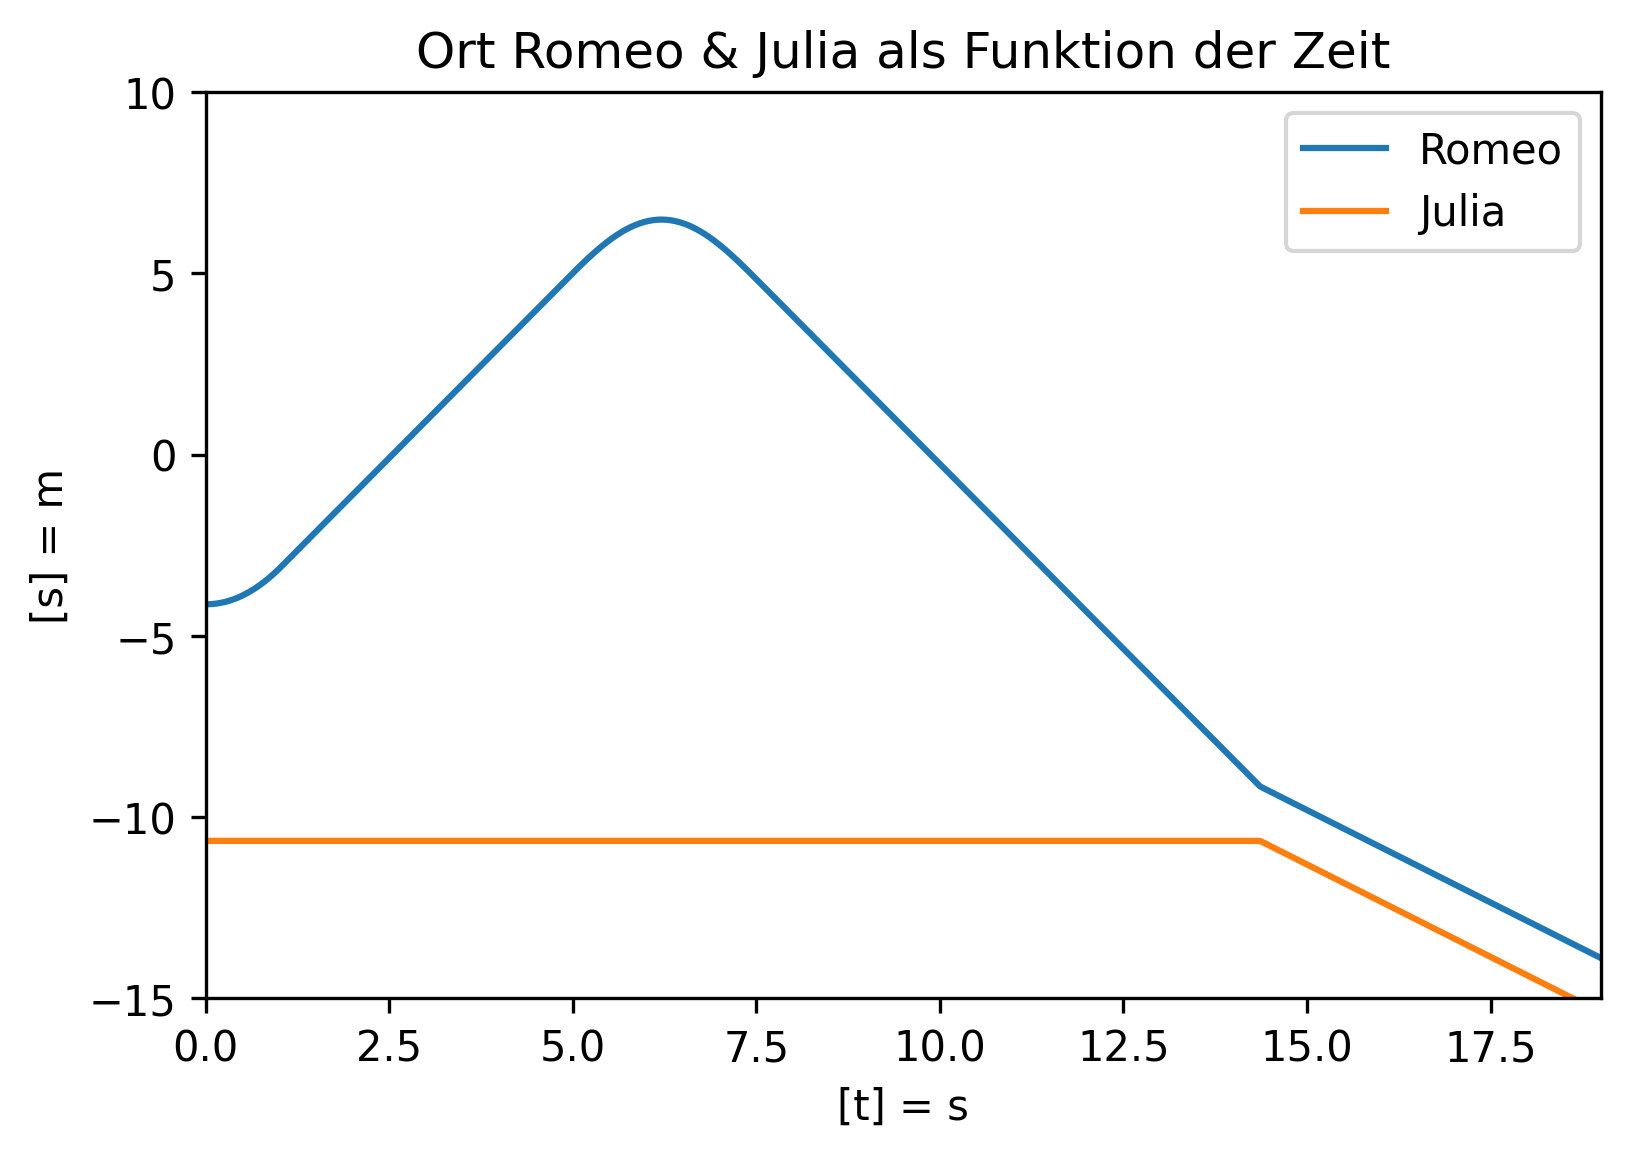 Ort Romeo & Julia als Funktion der Zeit
Romeo
Julia
[s] = m
10
5
0
−5
−10
−15
0.0 2.5 5.0 7.5 10.0 12.5 15.0 17.5
[t] = s